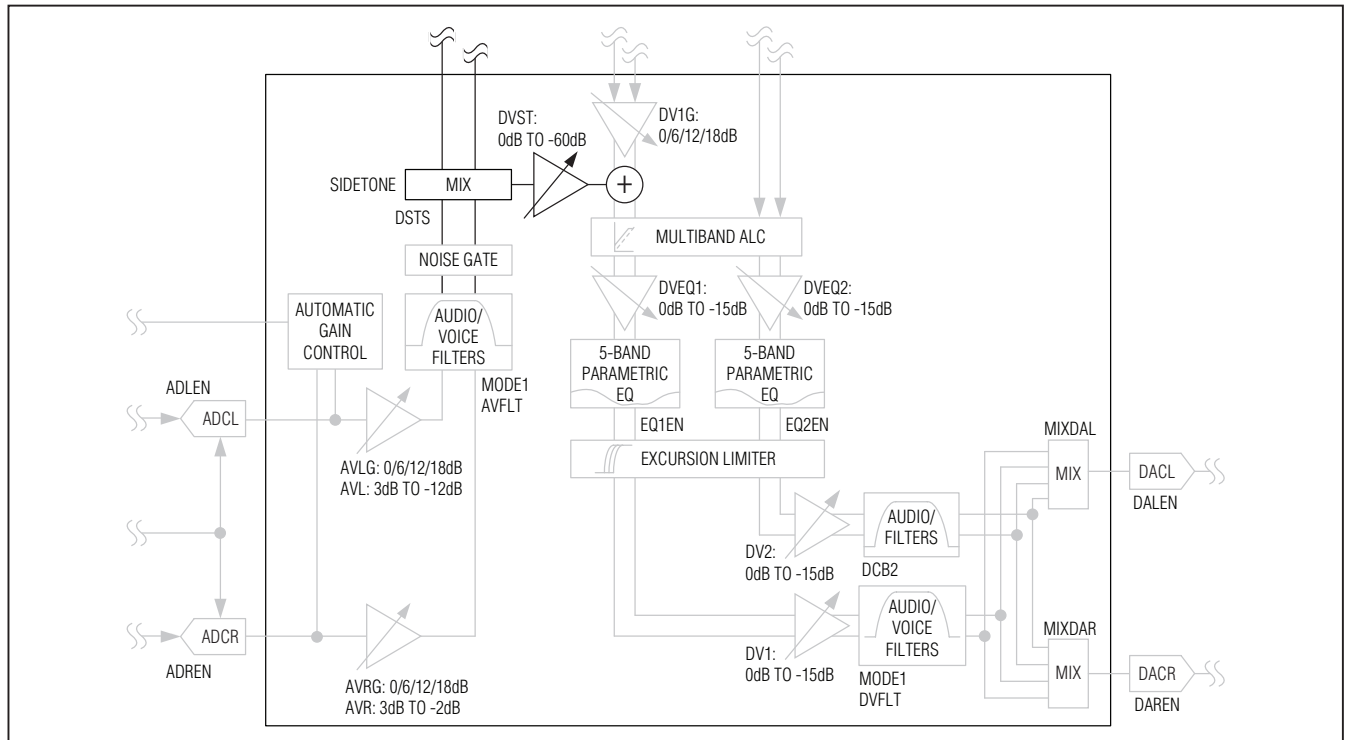 DVST:
0dB TO -60dB
DV1G:
0/6/12/18dB
SIDETONE
MIX
+
DSTS
MULTIBAND ALC
NOISE GATE
DVEQ1:
0dB TO -15dB
DVEQ2:
0dB TO -15dB
AUTOMATIC
GAIN
CONTROL
AUDIO/
VOICE
FILTERS
5-BAND
PARAMETRIC
EQ
5-BAND
PARAMETRIC
EQ
MODE1
AVFLT
ADLEN
ADCL
EQ1EN
EQ2EN
EXCURSION LIMITER
AVLG: 0/6/12/18dB
AVL: 3dB TO -12dB
MIXDAL
MIX
DACL
DALEN
AUDIO/
FILTERS
DV2:
0dB TO -15dB
DCB2
AUDIO/
VOICE
FILTERS
ADCR
ADREN
DV1:
0dB TO -15dB
MODE1
DVFLT
MIXDAR
MIX
DACR
DAREN
AVRG: 0/6/12/18dB
AVR: 3dB TO -2dB